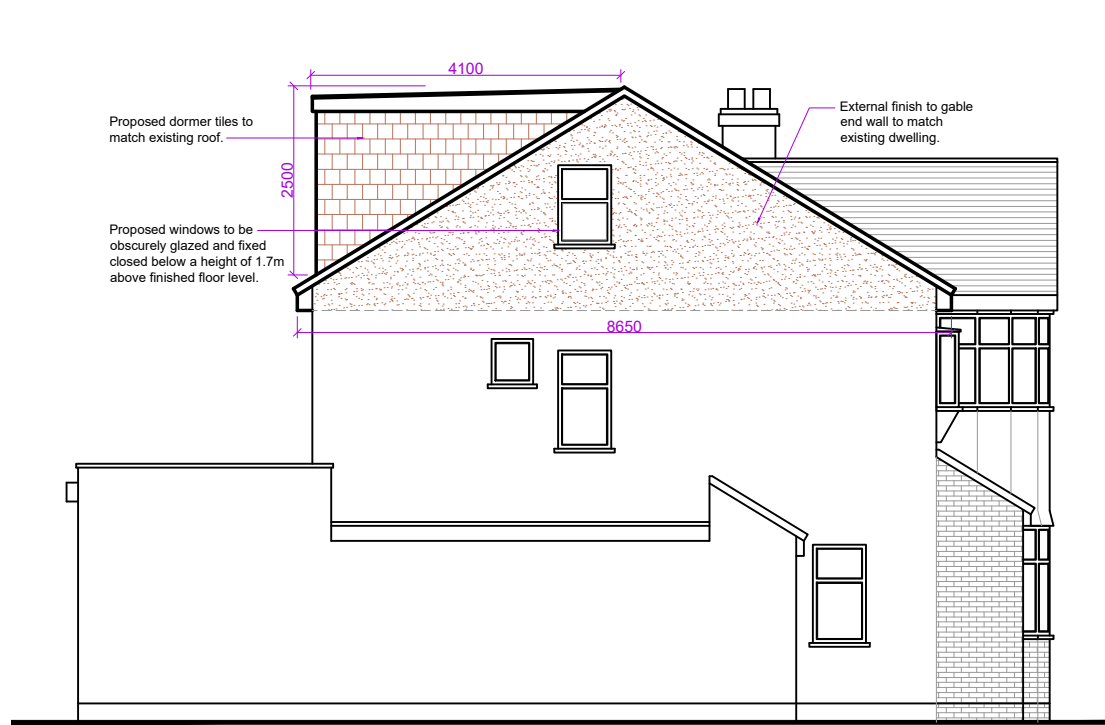 4100
Proposed dormer tiles to
match existing roof.
External finish to gable
end wall to match
existing dwelling.
2500
Proposed windows to be
obscurely glazed and fixed
closed below a height of 1.7m
above finished floor level.
8650